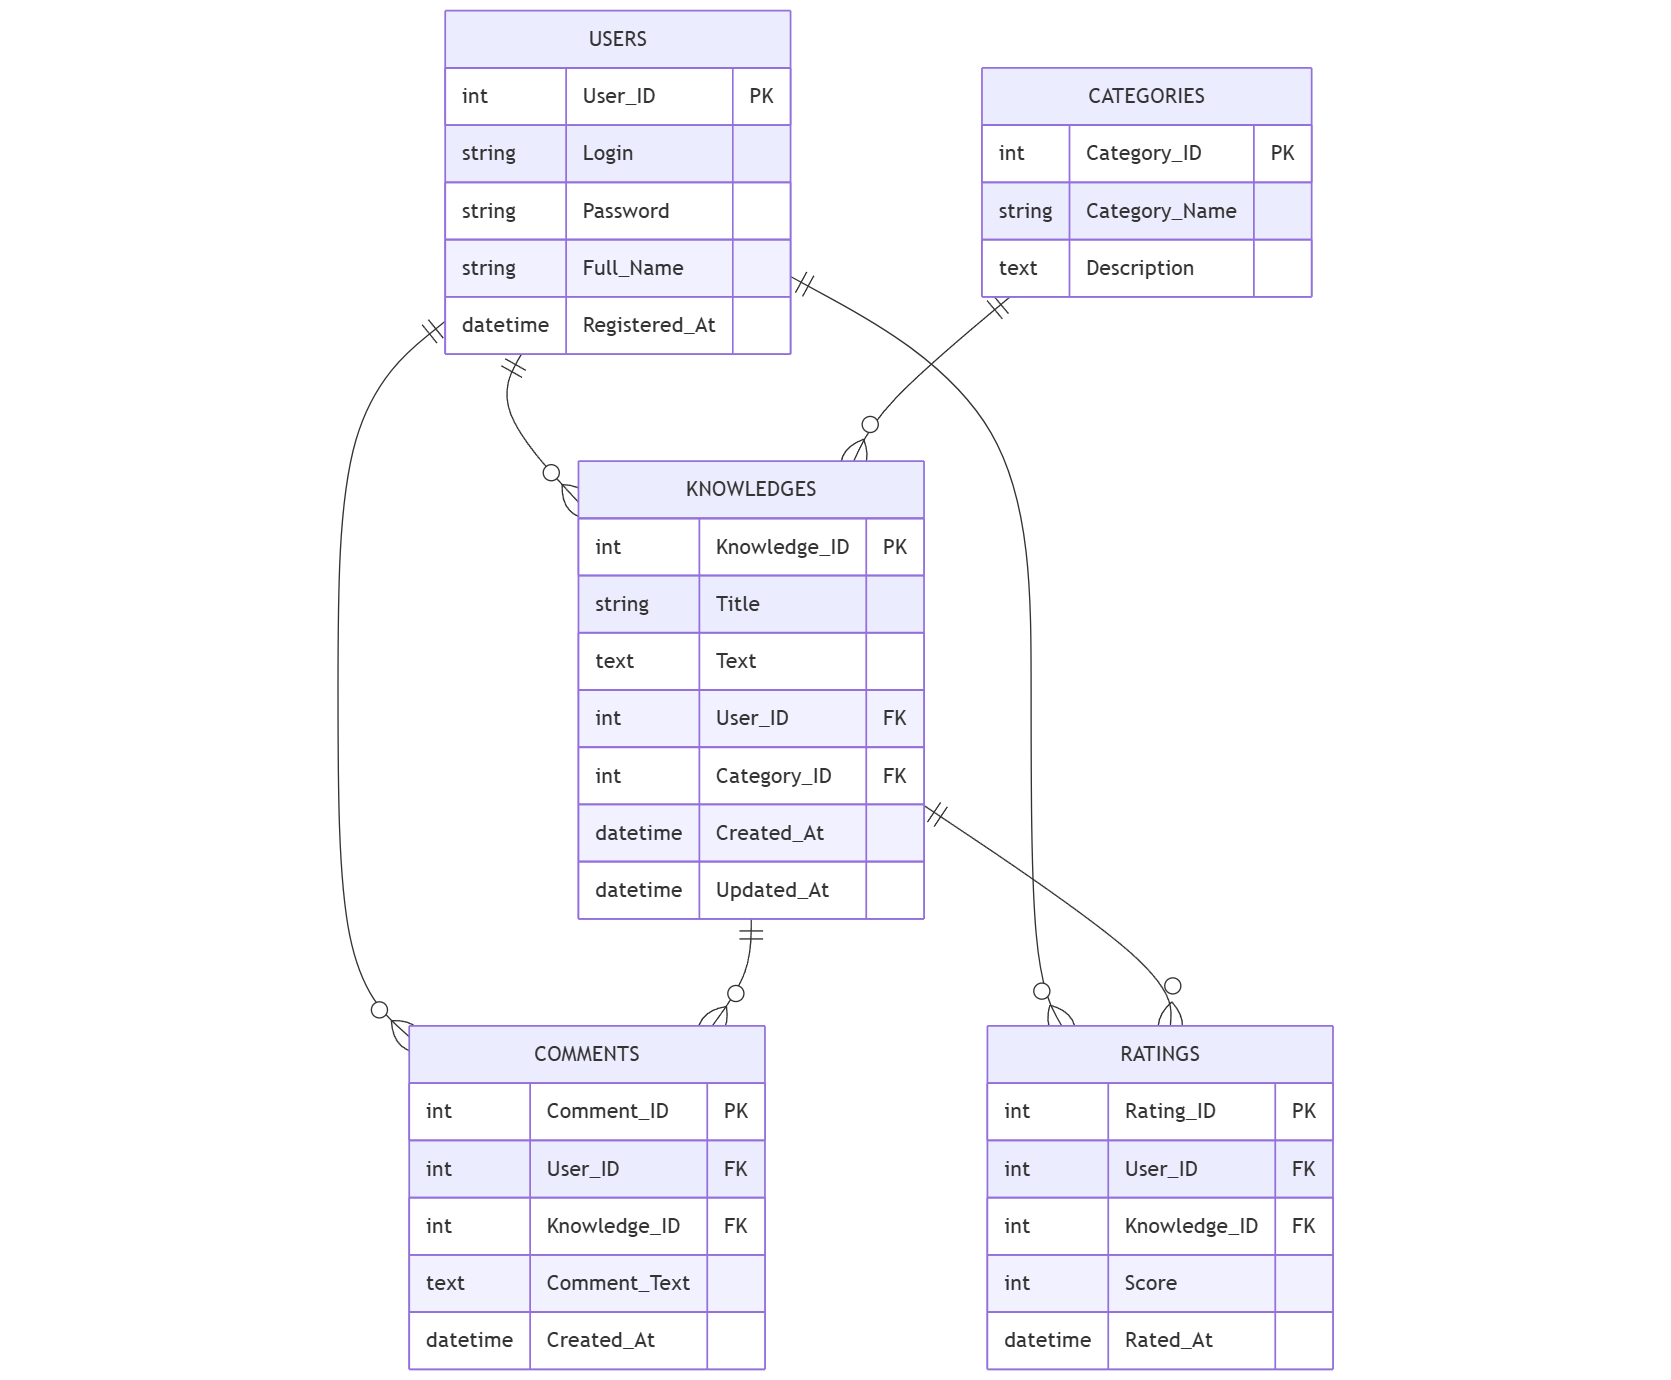 USERS
int User_ID PK
string Login
string Password
string Full_Name
datetime Registered_At
CATEGORIES
int Category_ID PK
string Category_Name
text Description
KNOWLEDGES
int Knowledge_ID PK
string Title
text Text
int User_ID FK
int Category_ID FK
datetime Created_At
datetime Updated_At
COMMENTS
int Comment_ID PK
int User_ID FK
int Knowledge_ID FK
text Comment_Text
datetime Created_At
RATINGS
int Rating_ID PK
int User_ID FK
int Knowledge_ID FK
int Score
datetime Rated_At